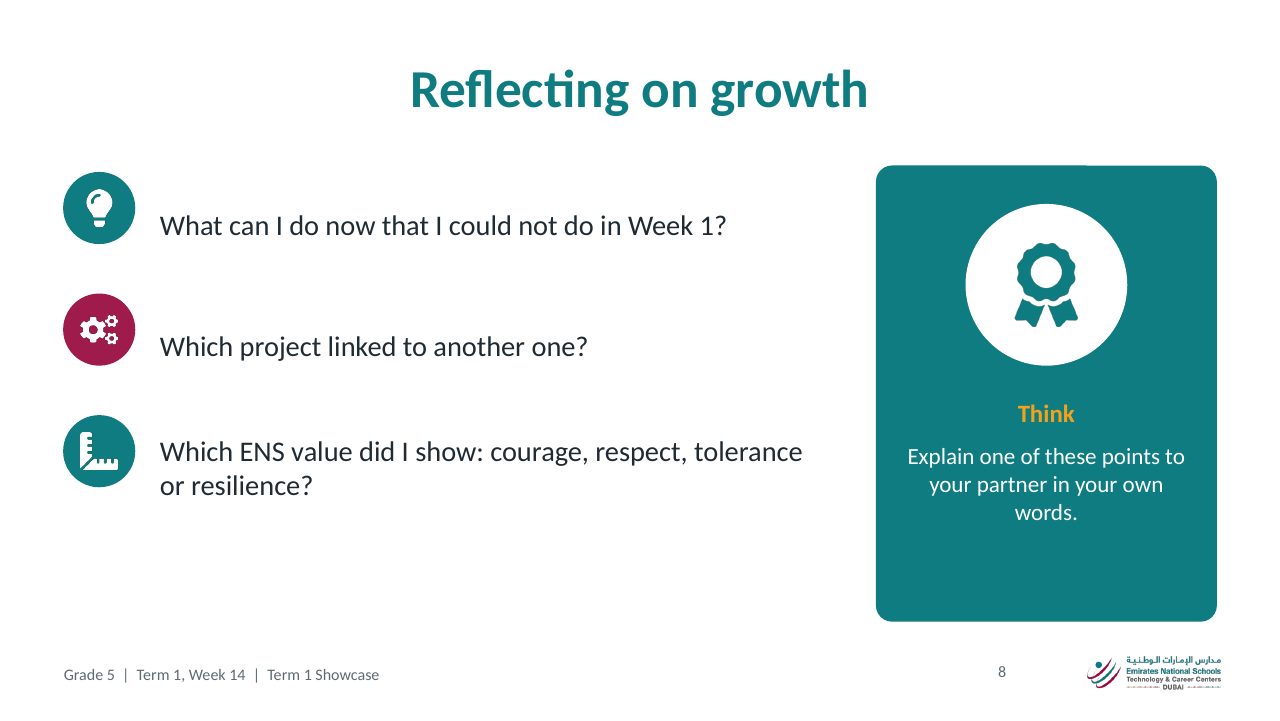 Reflecting on growth
What can I do now that I could not do in Week 1?
Which project linked to another one?
Which ENS value did I show: courage, respect, tolerance
or resilience?
Think
Explain one of these points to
your partner in your own
words.
Grade 5 | Term 1, Week 14 | Term 1 Showcase
8
مدارس الإمارات الوطنية
Emirates National Schools
Technology & Career Centers
DUBAI